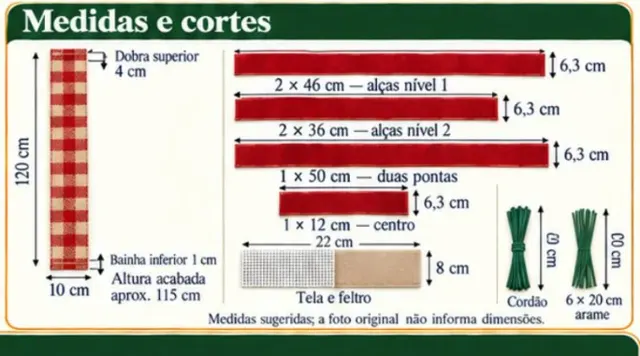 Medidas e cortes
Dobra superior
4 cm
120 cm
Bainha inferior 1 cm
10 cm
Altura acabada
aprox. 115 cm
6,3 cm
2 × 46 cm — alças nível 1
6,3 cm
2 × 36 cm — alças nível 2
6,3 cm
1 × 50 cm — duas pontas
6,3 cm
1 × 12 cm — centro
22 cm
8 cm
Tela e feltro
cm
Cordão
cm
6 × 20 cm
arame
Medidas sugeridas; a foto original não informa dimensões.